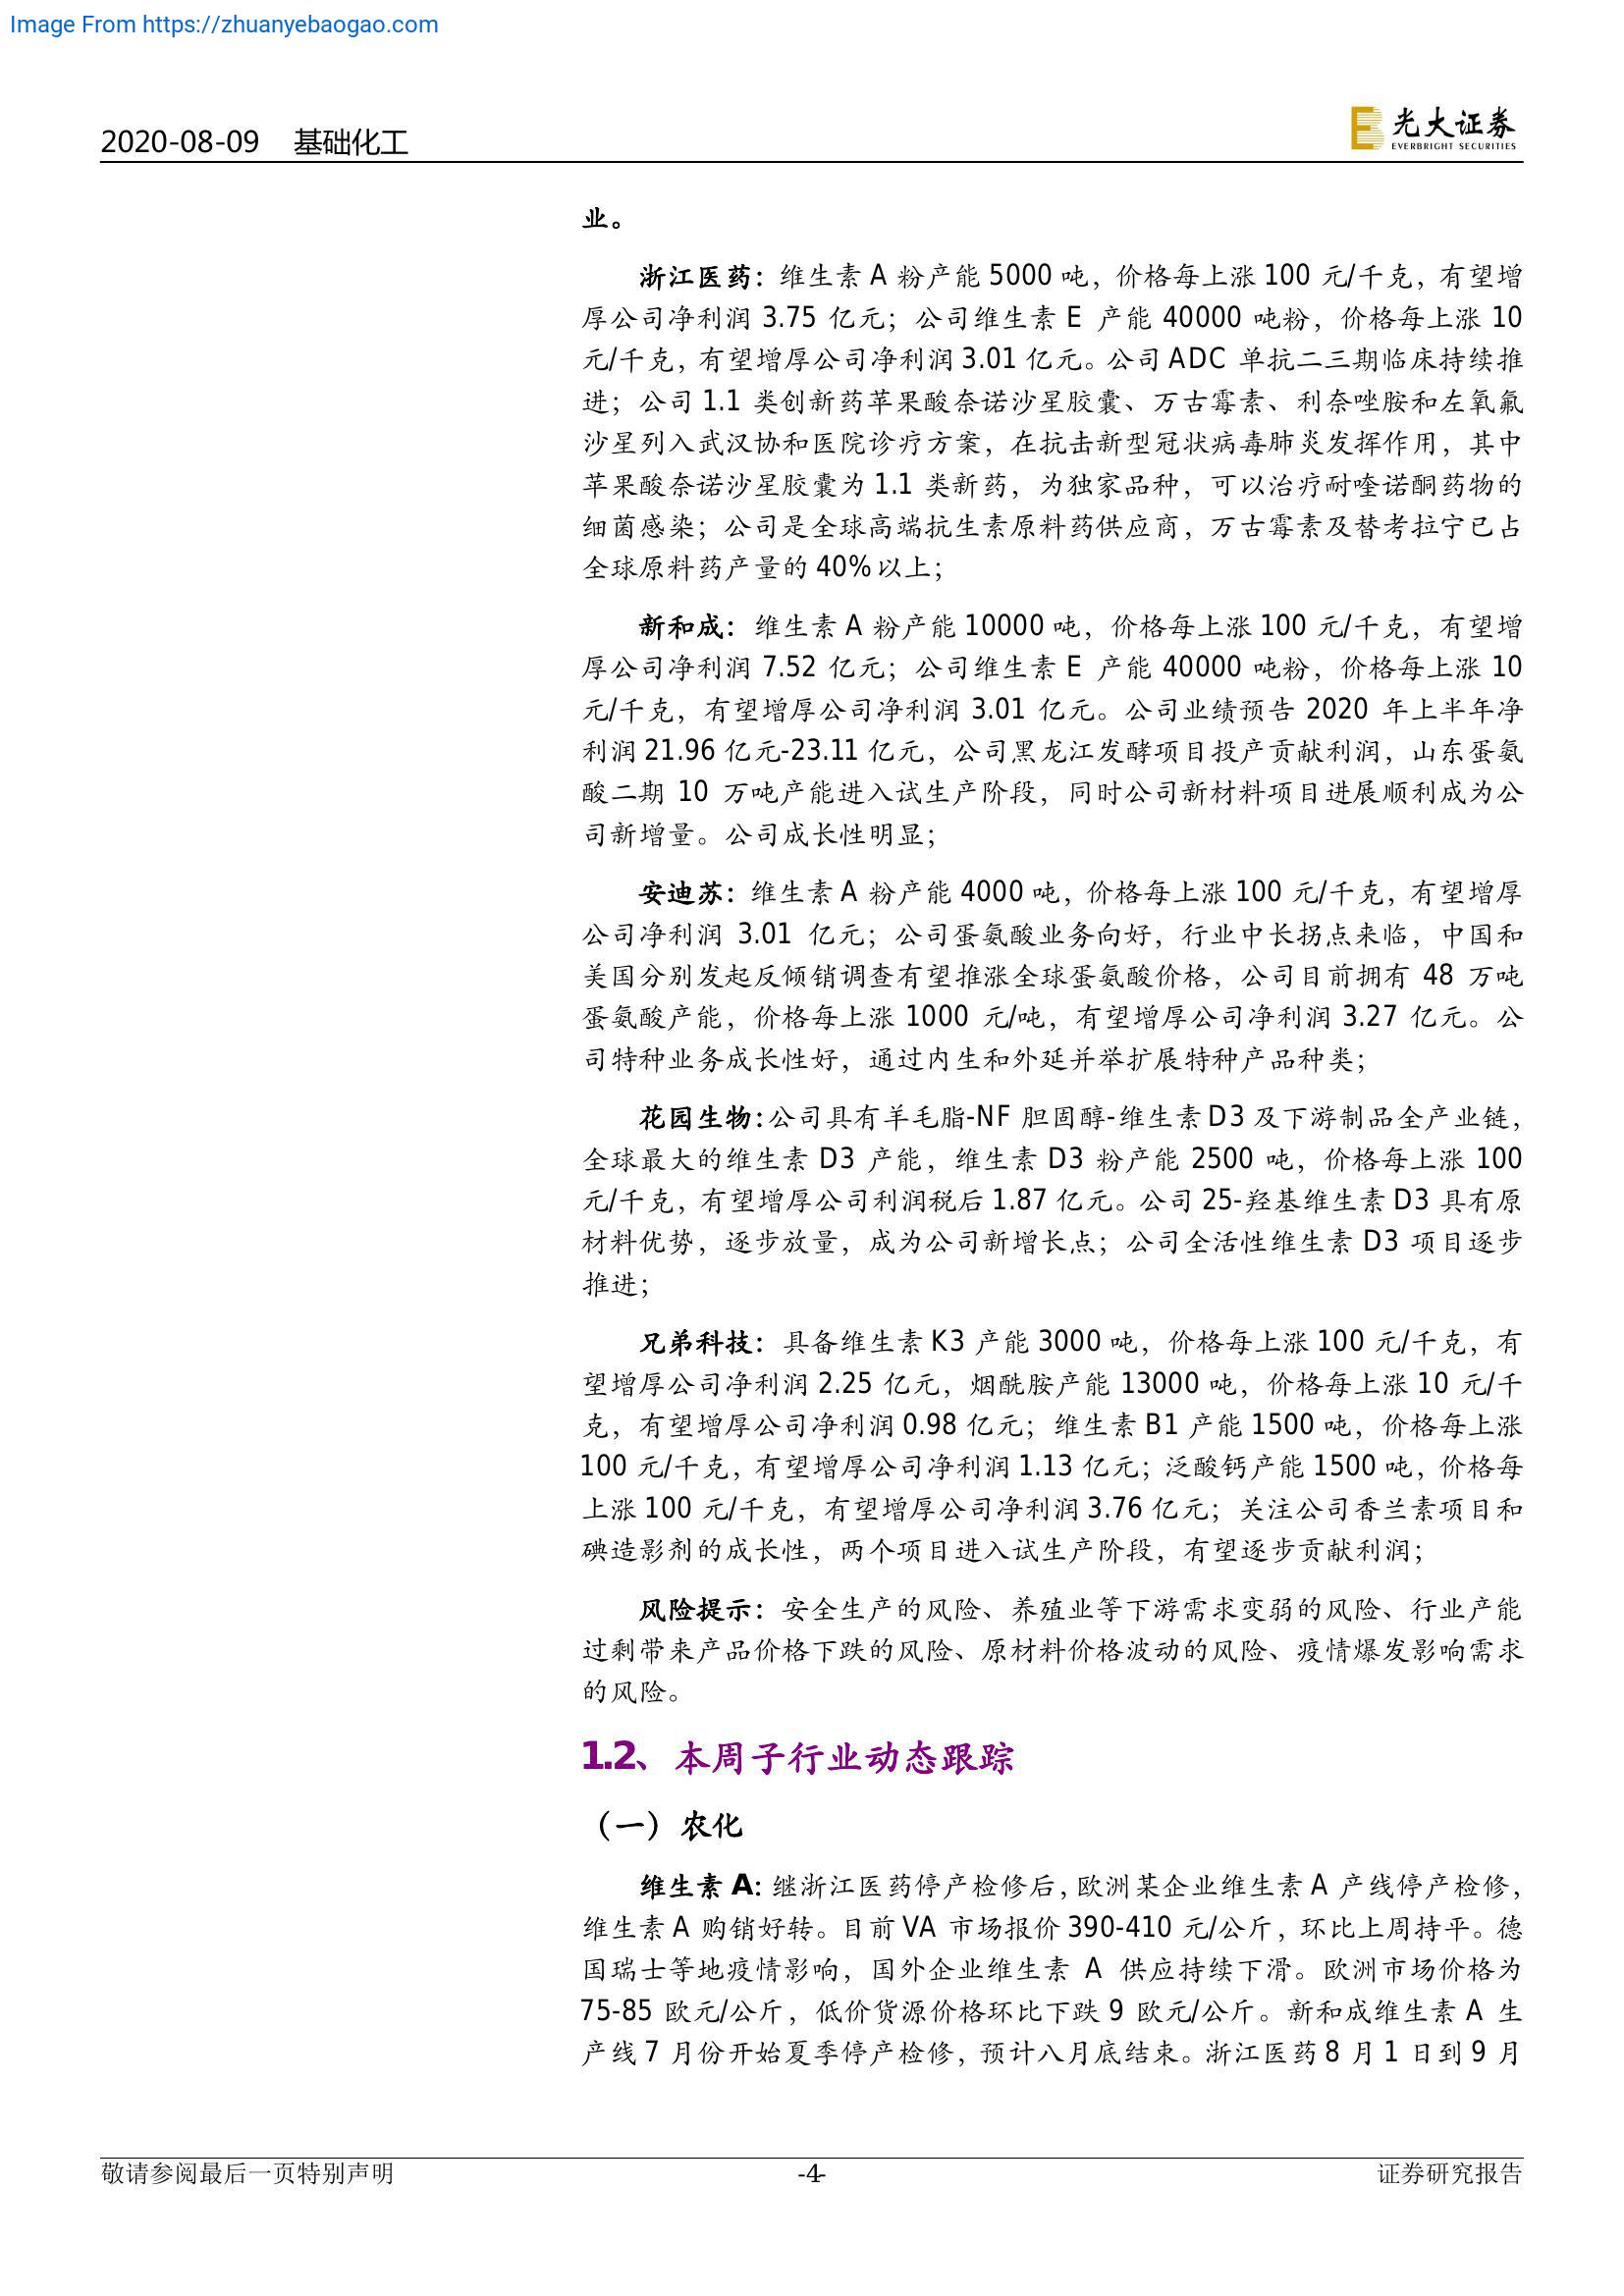 Image From https://zhuanyebaogao.com
2020-08-09 基础化工
光大证券
EVERBRIGHT SECURITIES
业。
浙江医药：维生素 A 粉产能 5000 吨，价格每上涨 100 元/千克，有望增
厚公司净利润 3.75 亿元；公司维生素 E 产能 40000 吨粉，价格每上涨 10
元/千克，有望增厚公司净利润 3.01 亿元。公司 ADC 单抗二三期临床持续推
进；公司 1.1 类创新药苹果酸奈诺沙星胶囊、万古霉素、利奈唑胺和左氧氟
沙星列入武汉协和医院诊疗方案，在抗击新型冠状病毒肺炎发挥作用，其中
苹果酸奈诺沙星胶囊为 1.1 类新药，为独家品种，可以治疗耐喹诺酮药物的
细菌感染；公司是全球高端抗生素原料药供应商，万古霉素及替考拉宁已占
全球原料药产量的 40%以上；
新和成：维生素 A 粉产能 10000 吨，价格每上涨 100 元/千克，有望增
厚公司净利润 7.52 亿元；公司维生素 E 产能 40000 吨粉，价格每上涨 10
元/千克，有望增厚公司净利润 3.01 亿元。公司业绩预告 2020 年上半年净
利润 21.96 亿元-23.11 亿元，公司黑龙江发酵项目投产贡献利润，山东蛋氨
酸二期 10 万吨产能进入试生产阶段，同时公司新材料项目进展顺利成为公
司新增量。公司成长性明显；
安迪苏：维生素 A 粉产能 4000 吨，价格每上涨 100 元/千克，有望增厚
公司净利润 3.01 亿元；公司蛋氨酸业务向好，行业中长拐点来临，中国和
美国分别发起反倾销调查有望推涨全球蛋氨酸价格，公司目前拥有 48 万吨
蛋氨酸产能，价格每上涨 1000 元/吨，有望增厚公司净利润 3.27 亿元。公
司特种业务成长性好，通过内生和外延并举扩展特种产品种类；
花园生物：公司具有羊毛脂-NF 胆固醇-维生素 D3 及下游制品全产业链，
全球最大的维生素 D3 产能，维生素 D3 粉产能 2500 吨，价格每上涨 100
元/千克，有望增厚公司利润税后 1.87 亿元。公司 25-羟基维生素 D3 具有原
材料优势，逐步放量，成为公司新增长点；公司全活性维生素 D3 项目逐步
推进；
兄弟科技：具备维生素 K3 产能 3000 吨，价格每上涨 100 元/千克，有
望增厚公司净利润 2.25 亿元，烟酰胺产能 13000 吨，价格每上涨 10 元/千
克，有望增厚公司净利润 0.98 亿元；维生素 B1 产能 1500 吨，价格每上涨
100 元/千克，有望增厚公司净利润 1.13 亿元；泛酸钙产能 1500 吨，价格每
上涨 100 元/千克，有望增厚公司净利润 3.76 亿元；关注公司香兰素项目和
碘造影剂的成长性，两个项目进入试生产阶段，有望逐步贡献利润；
风险提示：安全生产的风险、养殖业等下游需求变弱的风险、行业产能
过剩带来产品价格下跌的风险、原材料价格波动的风险、疫情爆发影响需求
的风险。
1.2、本周子行业动态跟踪
（一）农化
维生素 A：继浙江医药停产检修后，欧洲某企业维生素 A 产线停产检修，
维生素 A 购销好转。目前 VA 市场报价 390-410 元/公斤，环比上周持平。德
国瑞士等地疫情影响，国外企业维生素 A 供应持续下滑。欧洲市场价格为
75-85 欧元/公斤，低价货源价格环比下跌 9 欧元/公斤。新和成维生素 A 生
产线 7 月份开始夏季停产检修，预计八月底结束。浙江医药 8 月 1 日到 9 月
敬请参阅最后一页特别声明 -4- 证券研究报告